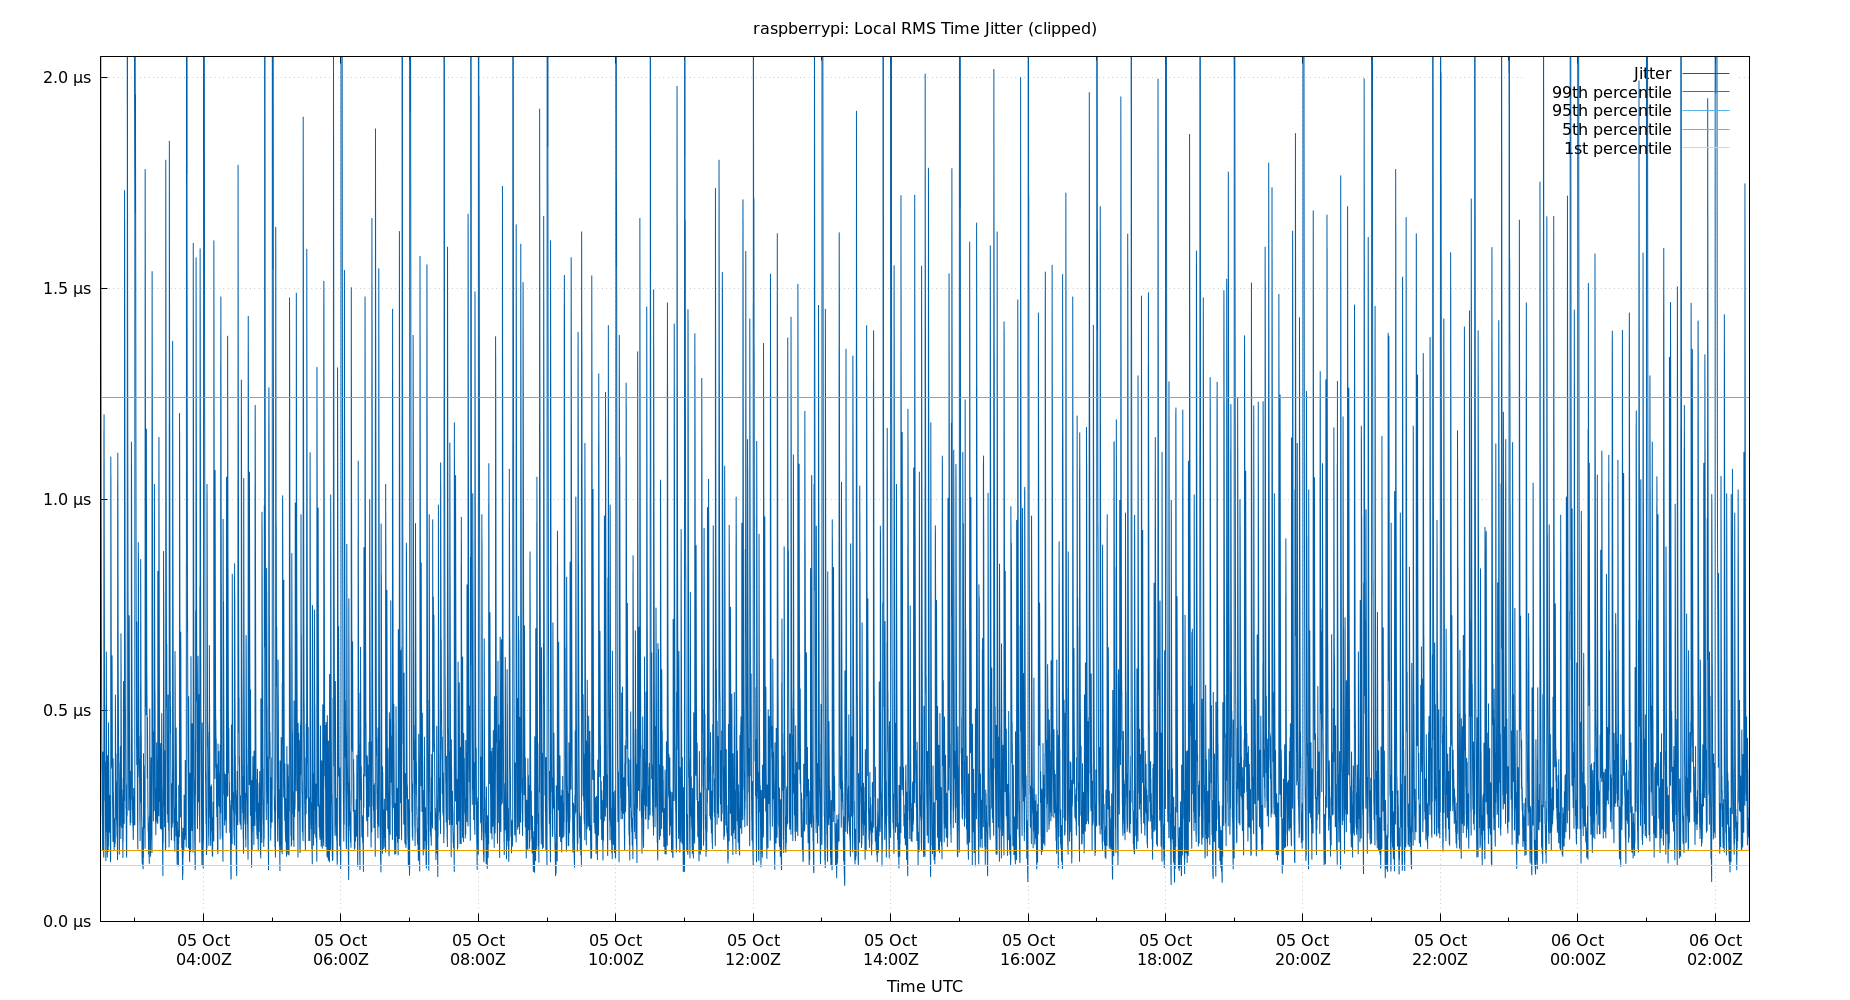 raspberrypi: Local RMS Time Jitter (clipped)
2.0 µs
1.5 µs
1.0 µs
0.5 µs
0.0 µs
Jitter
99th percentile
95th percentile
5th percentile
1st percentile
05 Oct
04:00Z
05 Oct
06:00Z
05 Oct
08:00Z
05 Oct
10:00Z
05 Oct
12:00Z
05 Oct
14:00Z
05 Oct
16:00Z
05 Oct
18:00Z
05 Oct
20:00Z
05 Oct
22:00Z
06 Oct
00:00Z
06 Oct
02:00Z
Time UTC